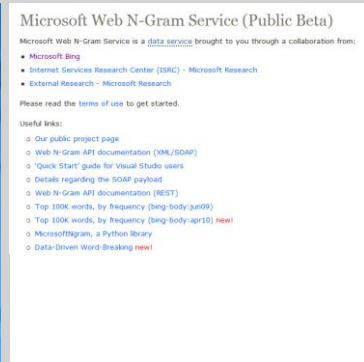 Microsoft Web N-Gram Service (Public Beta)
Microsoft Web N-Gram Service is a data service brought to you through a collaboration from:
Microsoft Bing
Internet Services Research Center (ISRC) - Microsoft Research
External Research - Microsoft Research
Please read the terms of use to get started.
Useful links:
Our public project page
Web N-Gram API documentation (XML/SOAP)
'Quick Start' guide for Visual Studio users
Details regarding the SOAP payload
Web N-Gram API documentation (REST)
Top 100K words, by frequency (bing-body:jun09)
Top 100K words, by frequency (bing-body:apr10) new!
MicrosoftNgram, a Python library
Data-Driven Word-Breaking new!